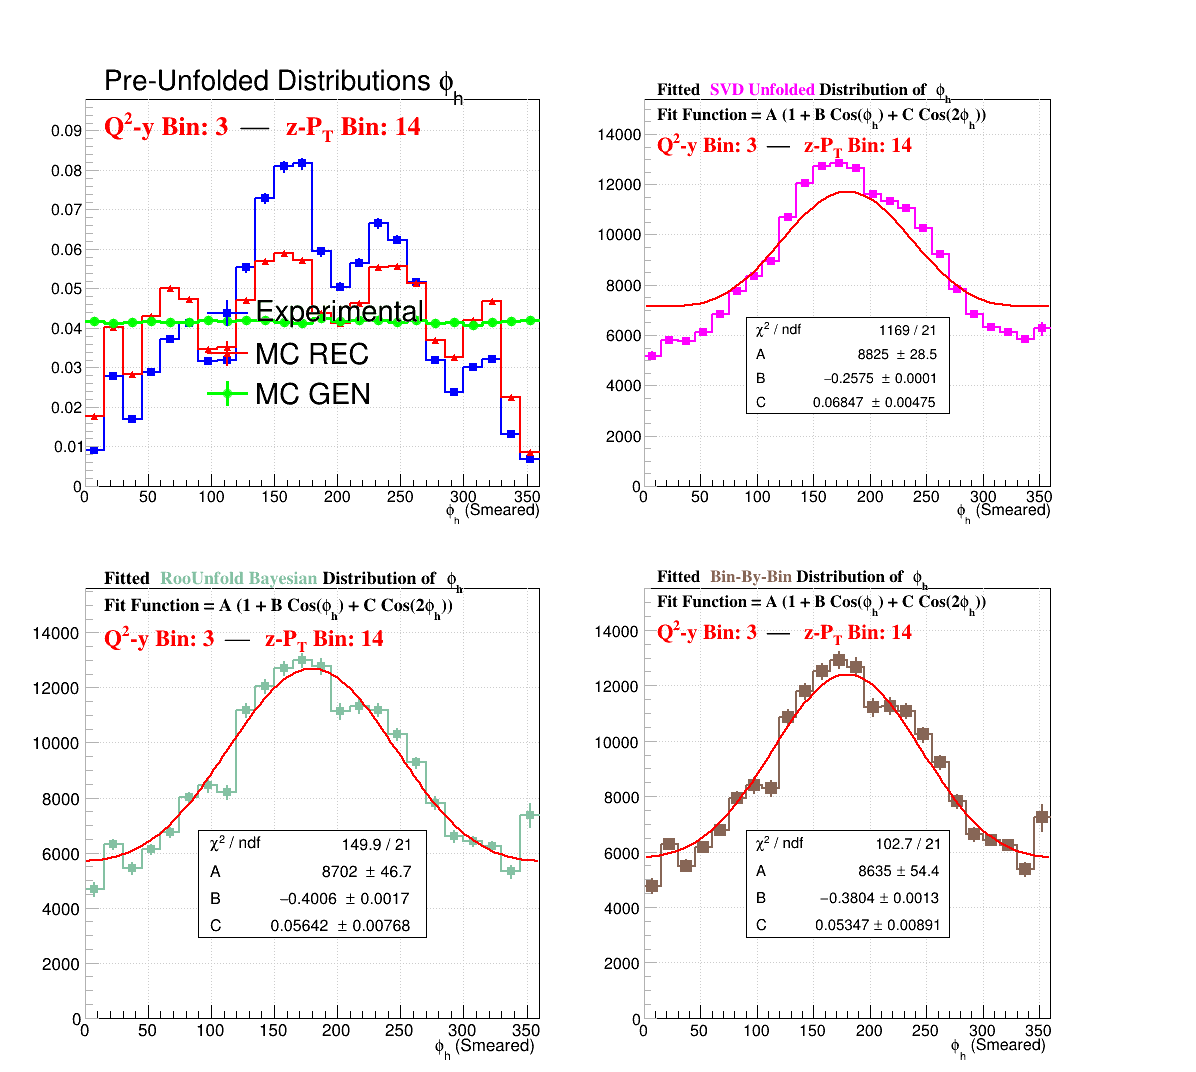 Pre-Unfolded Distributions ϕh
Q²-y Bin: 3 — z-PT Bin: 14
0.09
0.08
0.07
0.06
0.05
0.04
0.03
0.02
0.01
0
Experimental
MC REC
MC GEN
0 50 100 150 200 250 300 350
ϕh (Smeared)
Fitted SVD Unfolded Distribution of ϕh
Fit Function = A (1 + B Cos(ϕh) + C Cos(2ϕh))
Q²-y Bin: 3 — z-PT Bin: 14
14000
12000
10000
8000
6000
4000
2000
0
χ² / ndf 1169 / 21
A 8825 ± 28.5
B −0.2575 ± 0.0001
C 0.06847 ± 0.00475
0 50 100 150 200 250 300 350
ϕh (Smeared)
Fitted RooUnfold Bayesian Distribution of ϕh
Fit Function = A (1 + B Cos(ϕh) + C Cos(2ϕh))
Q²-y Bin: 3 — z-PT Bin: 14
14000
12000
10000
8000
6000
4000
2000
0
χ² / ndf 149.9 / 21
A 8702 ± 46.7
B −0.4006 ± 0.0017
C 0.05642 ± 0.00768
0 50 100 150 200 250 300 350
ϕh (Smeared)
Fitted Bin-By-Bin Distribution of ϕh
Fit Function = A (1 + B Cos(ϕh) + C Cos(2ϕh))
Q²-y Bin: 3 — z-PT Bin: 14
14000
12000
10000
8000
6000
4000
2000
0
χ² / ndf 102.7 / 21
A 8635 ± 54.4
B −0.3804 ± 0.0013
C 0.05347 ± 0.00891
0 50 100 150 200 250 300 350
ϕh (Smeared)